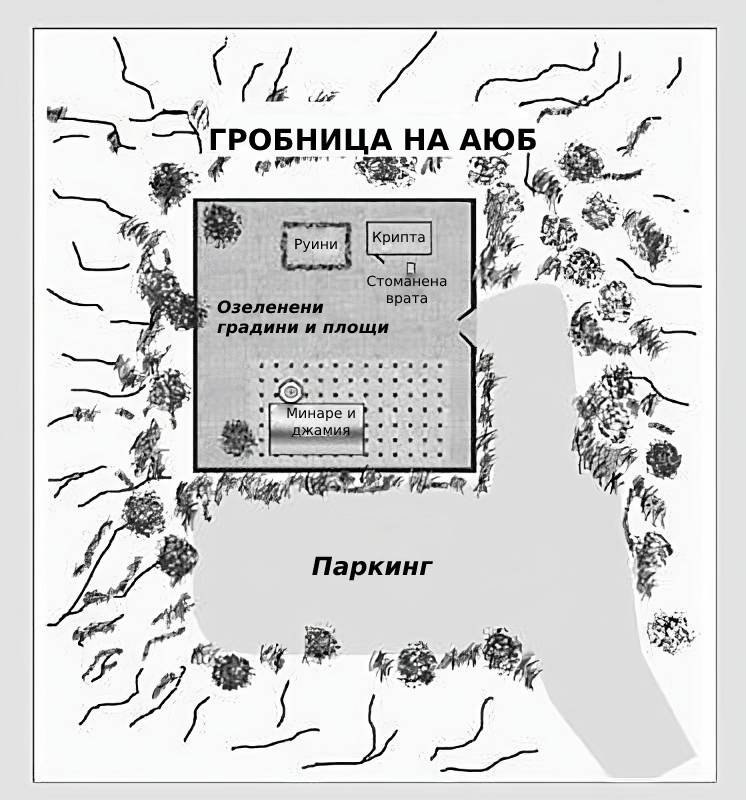 ГРОБНИЦА НА АЮБ
Руини
Крипта
Стоманена
врата
Озеленени
градини и площи
Минаре и
джамия
Паркинг